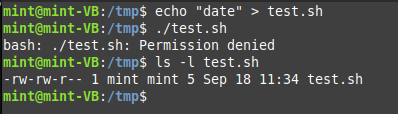 mint@mint-VB:/tmp$ echo "date" > test.sh
mint@mint-VB:/tmp$ ./test.sh
bash: ./test.sh: Permission denied
mint@mint-VB:/tmp$ ls -l test.sh
-rw-rw-r-- 1 mint mint 5 Sep 18 11:34 test.sh
mint@mint-VB:/tmp$